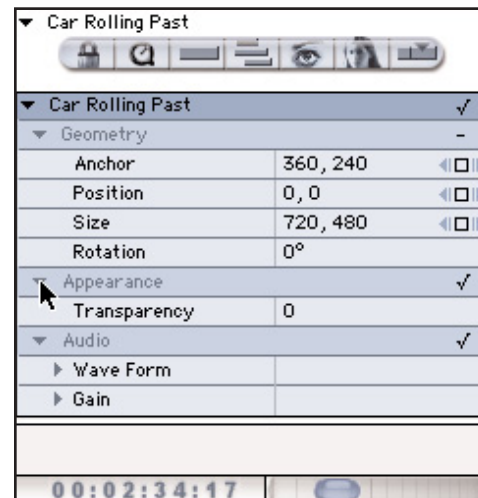 Car Rolling Past
Car Rolling Past
Geometry
Anchor 360, 240
Position 0, 0
Size 720, 480
Rotation 0°
Appearance
Transparency 0
Audio
Wave Form
Gain
00:02:34:17